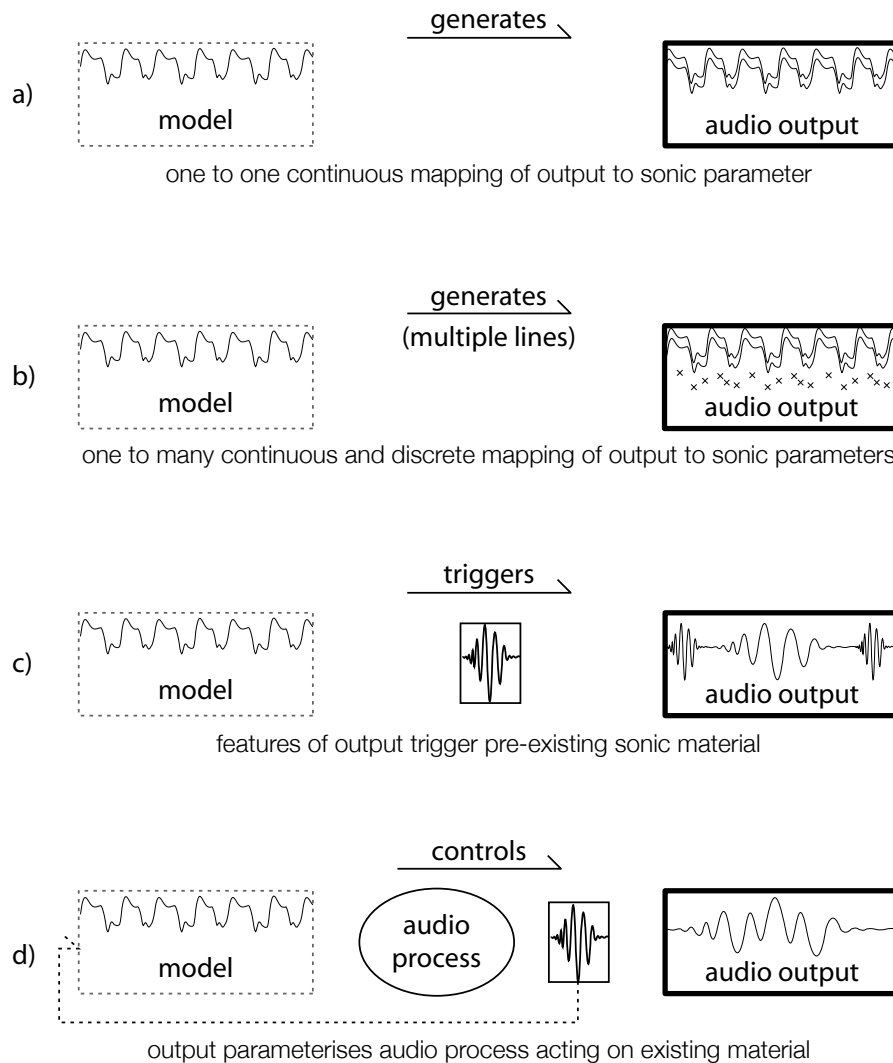 generates
a)
model
audio output
one to one continuous mapping of output to sonic parameter
generates
(multiple lines)
b)
model
audio output
one to many continuous and discrete mapping of output to sonic parameters
triggers
c)
model
audio output
features of output trigger pre-existing sonic material
controls
d)
model
audio
process
audio output
output parameterises audio process acting on existing material